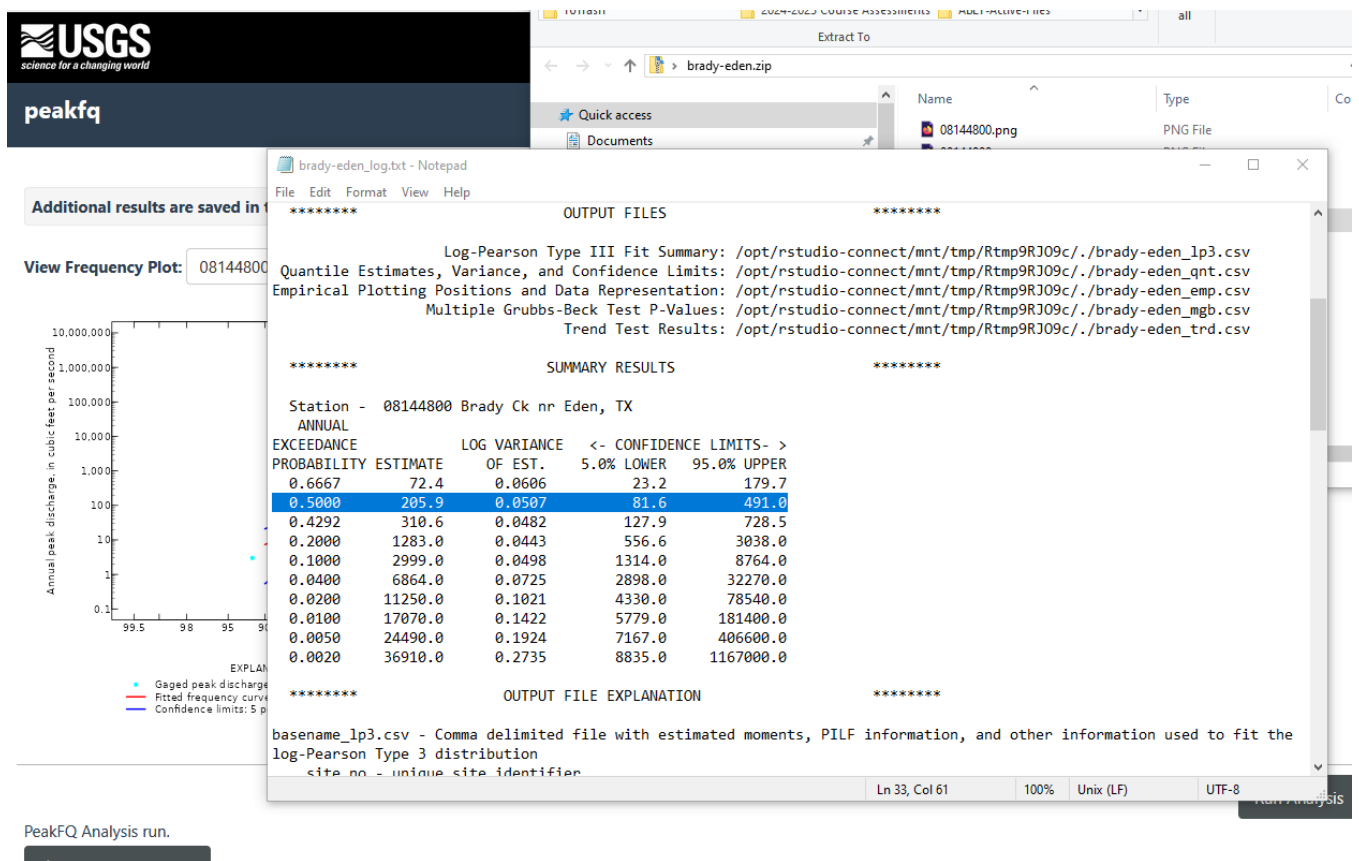 USGS
science for a changing world
peakfq
Extract To
all
brady-eden.zip
Quick access
Documents
Name
Type
Co
08144800.png
PNG File
Additional results are saved in
View Frequency Plot:
08144800
10,000,000
1,000,000
100,000
10,000
1,000
100
10
1
0.1
Annual peak discharge, in cubic feet per second
99.5 98 95
Gaged peak discharge
Fitted frequency curve
Confidence limits: 5
PeakFQ Analysis run.
brady-eden_log.txt - Notepad
File Edit Format View Help
******** OUTPUT FILES ********
Log-Pearson Type III Fit Summary: /opt/rstudio-connect/mnt/tmp/Rtmp9RJO9c/./brady-eden_lp3.csv
Quantile Estimates, Variance, and Confidence Limits: /opt/rstudio-connect/mnt/tmp/Rtmp9RJO9c/./brady-eden_qnt.csv
Empirical Plotting Positions and Data Representation: /opt/rstudio-connect/mnt/tmp/Rtmp9RJO9c/./brady-eden_emp.csv
Multiple Grubbs-Beck Test P-Values: /opt/rstudio-connect/mnt/tmp/Rtmp9RJO9c/./brady-eden_mgb.csv
Trend Test Results: /opt/rstudio-connect/mnt/tmp/Rtmp9RJO9c/./brady-eden_trd.csv
******** SUMMARY RESULTS ********
Station - 08144800 Brady Ck nr Eden, TX
ANNUAL
EXCEEDANCE LOG VARIANCE <- CONFIDENCE LIMITS- >
PROBABILITY ESTIMATE OF EST. 5.0% LOWER 95.0% UPPER
0.6667 72.4 0.0606 23.2 179.7
0.5000 205.9 0.0507 81.6 491.0
0.4292 310.6 0.0482 127.9 728.5
0.2000 1283.0 0.0443 556.6 3038.0
0.1000 2999.0 0.0498 1314.0 8764.0
0.0400 6864.0 0.0725 2898.0 32270.0
0.0200 11250.0 0.1021 4330.0 78540.0
0.0100 17070.0 0.1422 5779.0 181400.0
0.0050 24490.0 0.1924 7167.0 406600.0
0.0020 36910.0 0.2735 8835.0 1167000.0
******** OUTPUT FILE EXPLANATION ********
basename_lp3.csv - Comma delimited file with estimated moments, PILF information, and other information used to fit the
log-Pearson Type 3 distribution
site_no - unique site identifier
Ln 33, Col 61 100% Unix (LF) UTF-8